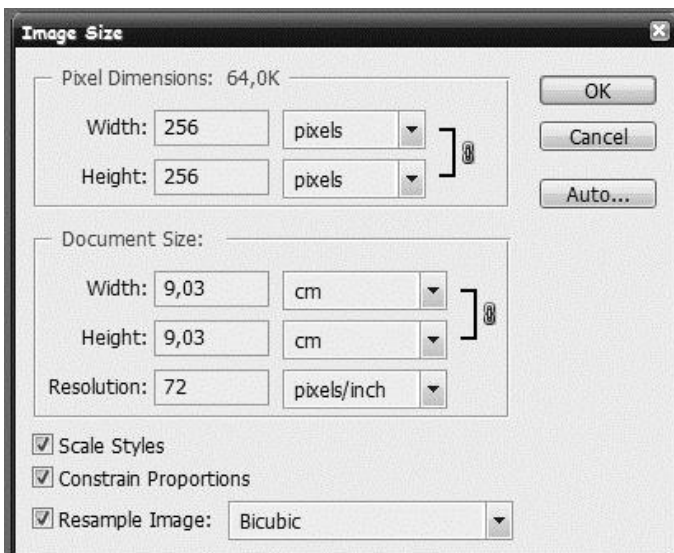 Image Size
Pixel Dimensions: 64,0K
OK
Width: 256 pixels
Cancel
Height: 256 pixels
Auto...
Document Size:
Width: 9,03 cm
Height: 9,03 cm
Resolution: 72 pixels/inch
Scale Styles
Constrain Proportions
Resample Image: Bicubic